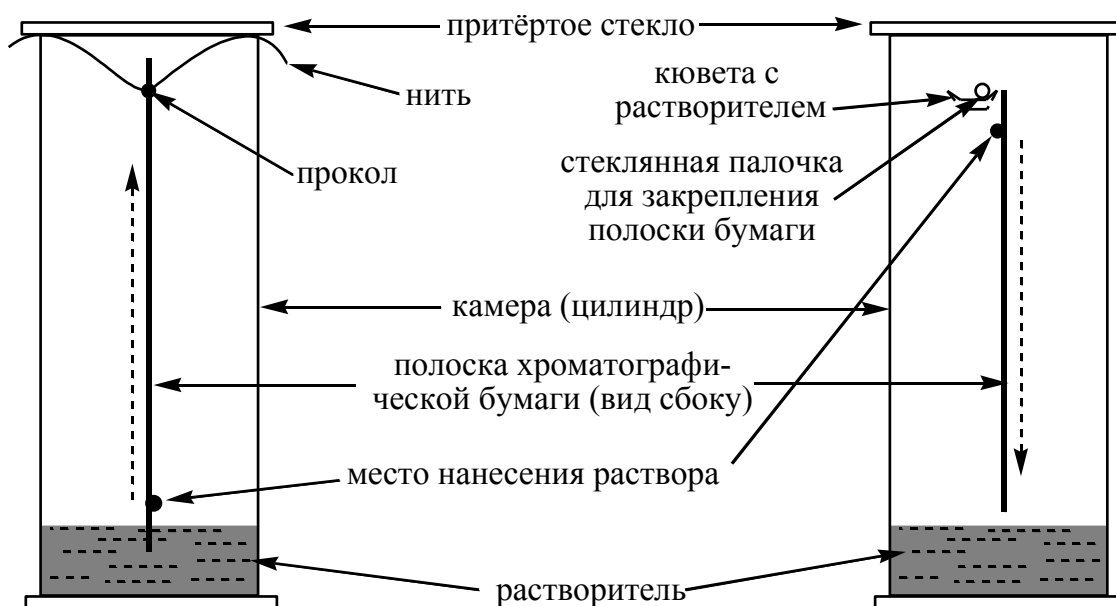 притёртое стекло
нить
прокол
кювета с
растворителем
стеклянная палочка
для закрепления
полоски бумаги
камера (цилиндр)
полоска хроматографи-
ческой бумаги (вид сбоку)
место нанесения раствора
растворитель